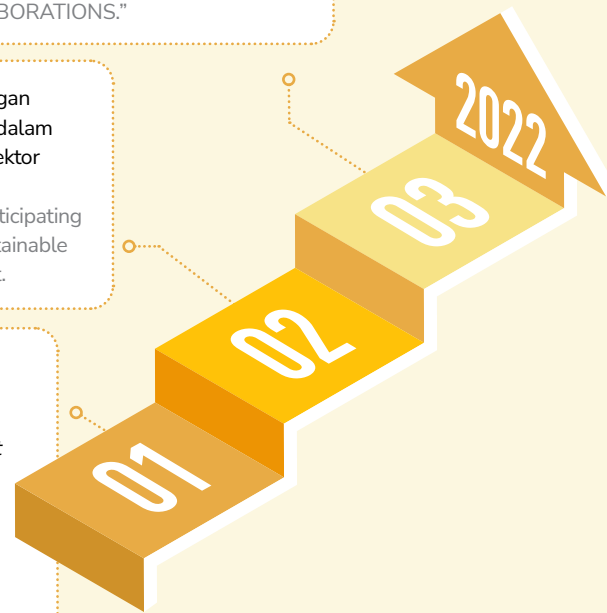 BORATIONS.”
gan
dalam
ektor
ticipating
tainable
t.
t
2022
03
02
01